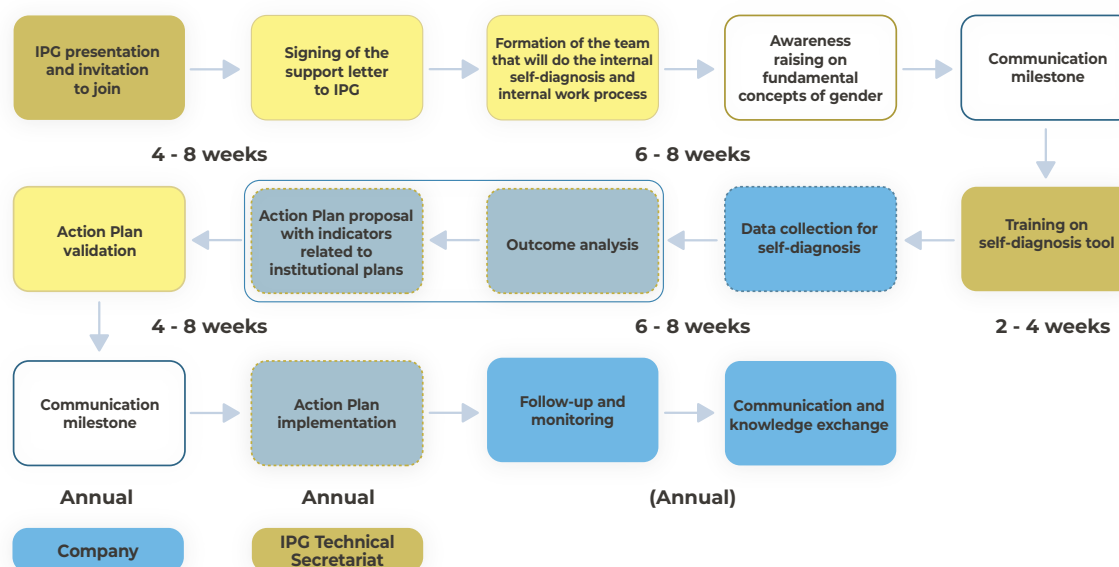 IPG presentation
and invitation
to join
Signing of the
support letter
to IPG
Formation of the team
that will do the internal
self-diagnosis and
internal work process
Awareness
raising on
fundamental
concepts of gender
Communication
milestone
4 - 8 weeks
6 - 8 weeks
Action Plan
validation
Action Plan proposal
with indicators
related to
institutional plans
Outcome analysis
Data collection for
self-diagnosis
Training on
self-diagnosis tool
4 - 8 weeks
6 - 8 weeks
2 - 4 weeks
Communication
milestone
Action Plan
implementation
Follow-up and
monitoring
Communication and
knowledge exchange
Annual
Annual
(Annual)
Company
IPG Technical
Secretariat